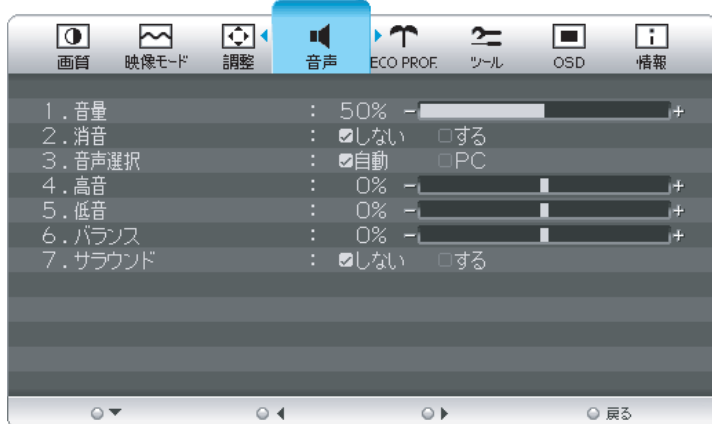 画質 映像モード 調整 音声 ECO PROF. ツール OSD 情報
1.音量 : 50% − +
2.消音 : しない する
3.音声選択 : 自動 PC
4.高音 : 0% − +
5.低音 : 0% − +
6.バランス : 0% − +
7.サラウンド : しない する
戻る